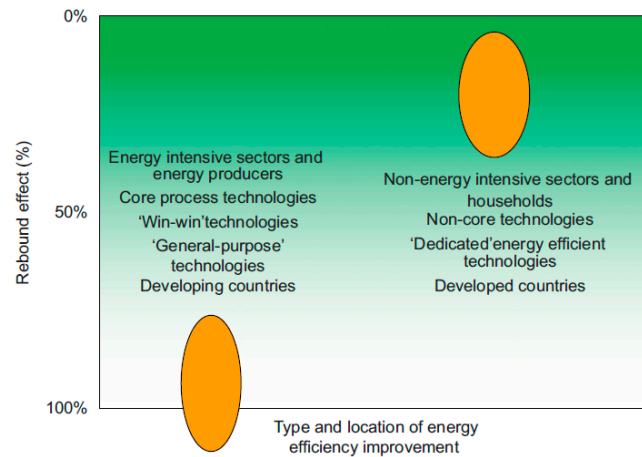 0%
Rebound effect (%)
50%
100%
Energy intensive sectors and
energy producers
Core process technologies
‘Win-win’technologies
‘General-purpose’
technologies
Developing countries
Non-energy intensive sectors and
households
Non-core technologies
‘Dedicated’energy efficient
technologies
Developed countries
Type and location of energy
efficiency improvement